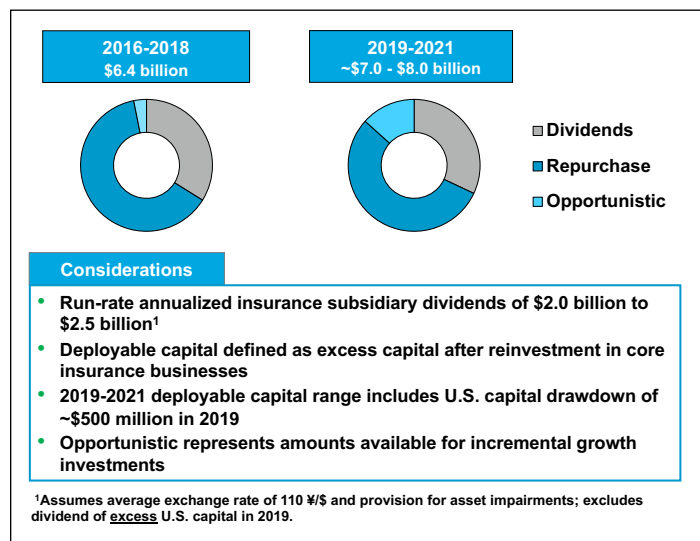 2016-2018
$6.4 billion
2019-2021
~$7.0 - $8.0 billion
Dividends
Repurchase
Opportunistic
Considerations
• Run-rate annualized insurance subsidiary dividends of $2.0 billion to
$2.5 billion¹
• Deployable capital defined as excess capital after reinvestment in core
insurance businesses
• 2019-2021 deployable capital range includes U.S. capital drawdown of
~$500 million in 2019
• Opportunistic represents amounts available for incremental growth
investments
¹Assumes average exchange rate of 110 ¥/$ and provision for asset impairments; excludes
dividend of excess U.S. capital in 2019.